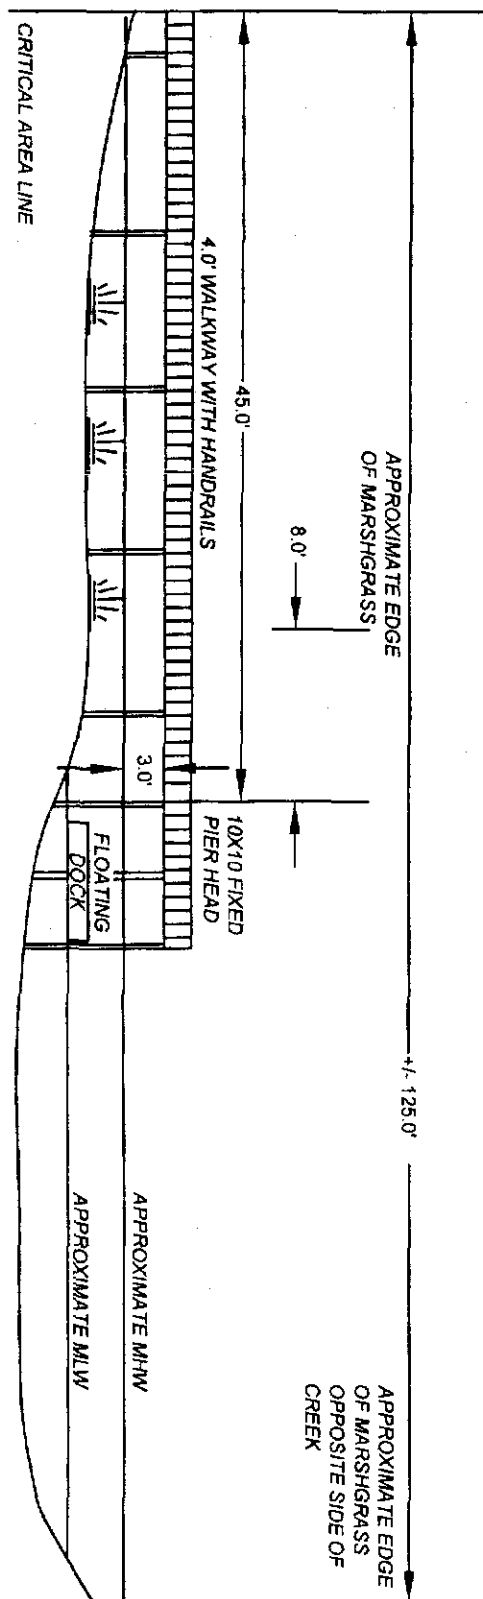 APPROXIMATE EDGE
OF MARSHGRASS
+/- 125.0'
APPROXIMATE EDGE
OF MARSHGRASS
OPPOSITE SIDE OF
CREEK
8.0'
45.0'
4.0' WALKWAY WITH HANDRAILS
10X10 FIXED
PIER HEAD
3.0'
FLOATING
DOCK
APPROXIMATE MHW
APPROXIMATE MLW
CRITICAL AREA LINE